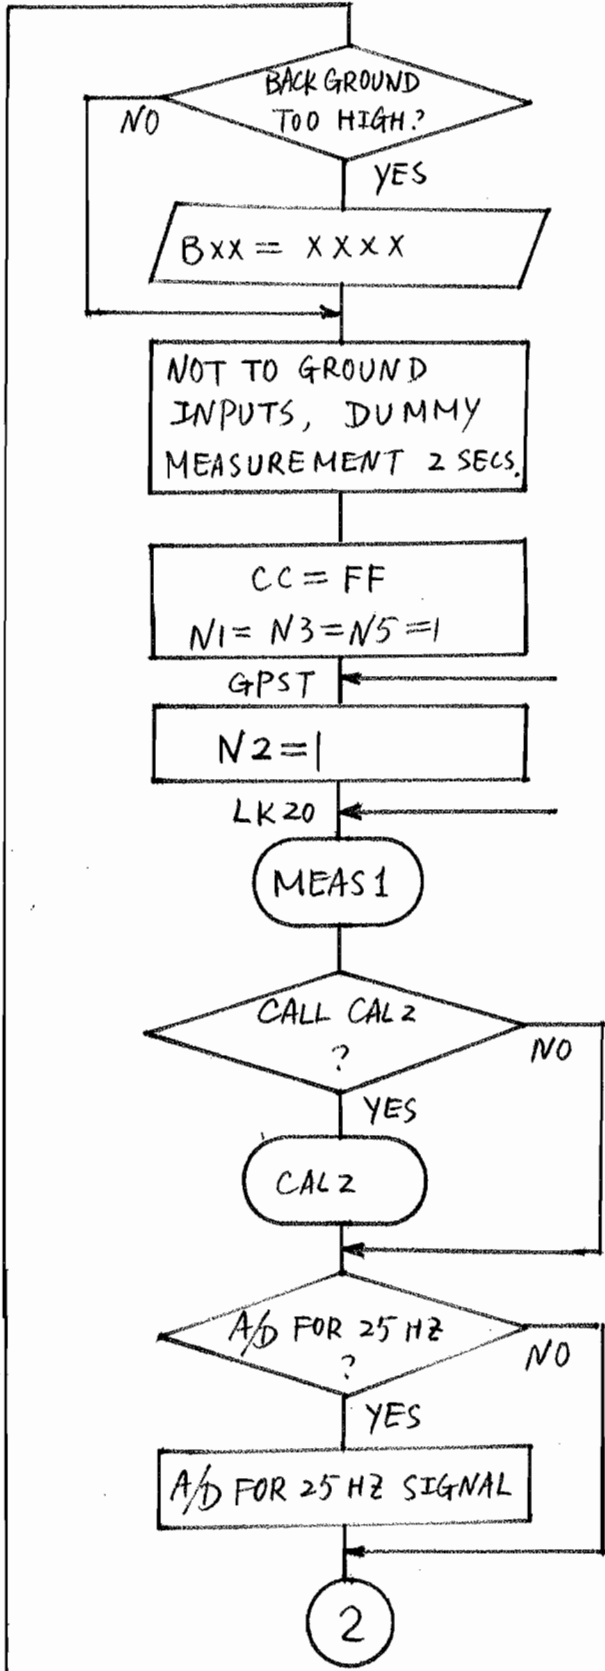 BACKGROUND
TOO HIGH?
NO
YES
BXX = XXXX
NOT TO GROUND
INPUTS, DUMMY
MEASUREMENT 2 SECS.
CC = FF
N1 = N3 = N5 = 1
GPST
N2 = 1
LK20
MEAS1
CALL CAL2
?
NO
YES
CAL2
A/D FOR 25 HZ
?
NO
YES
A/D FOR 25 HZ SIGNAL
2